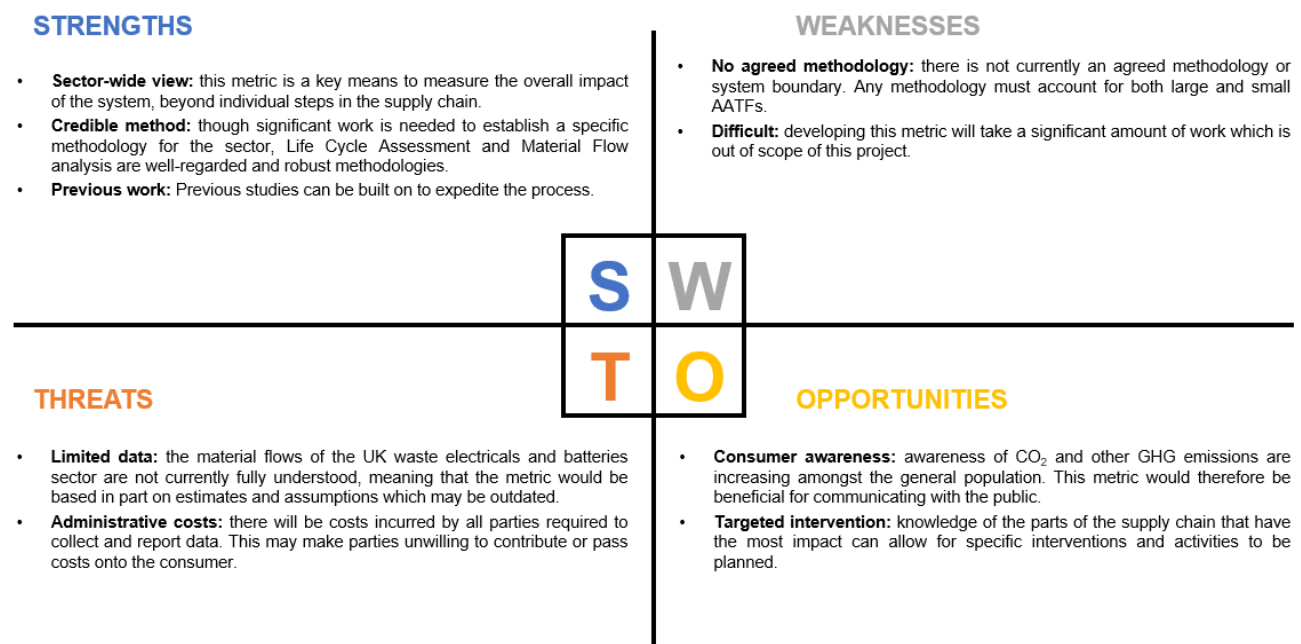 STRENGTHS
• Sector-wide view: this metric is a key means to measure the overall impact
of the system, beyond individual steps in the supply chain.
• Credible method: though significant work is needed to establish a specific
methodology for the sector, Life Cycle Assessment and Material Flow
analysis are well-regarded and robust methodologies.
• Previous work: Previous studies can be built on to expedite the process.
WEAKNESSES
• No agreed methodology: there is not currently an agreed methodology or
system boundary. Any methodology must account for both large and small
AATFs.
• Difficult: developing this metric will take a significant amount of work which is
out of scope of this project.
S W
T O
THREATS
• Limited data: the material flows of the UK waste electricals and batteries
sector are not currently fully understood, meaning that the metric would be
based in part on estimates and assumptions which may be outdated.
• Administrative costs: there will be costs incurred by all parties required to
collect and report data. This may make parties unwilling to contribute or pass
costs onto the consumer.
OPPORTUNITIES
• Consumer awareness: awareness of CO₂ and other GHG emissions are
increasing amongst the general population. This metric would therefore be
beneficial for communicating with the public.
• Targeted intervention: knowledge of the parts of the supply chain that have
the most impact can allow for specific interventions and activities to be
planned.